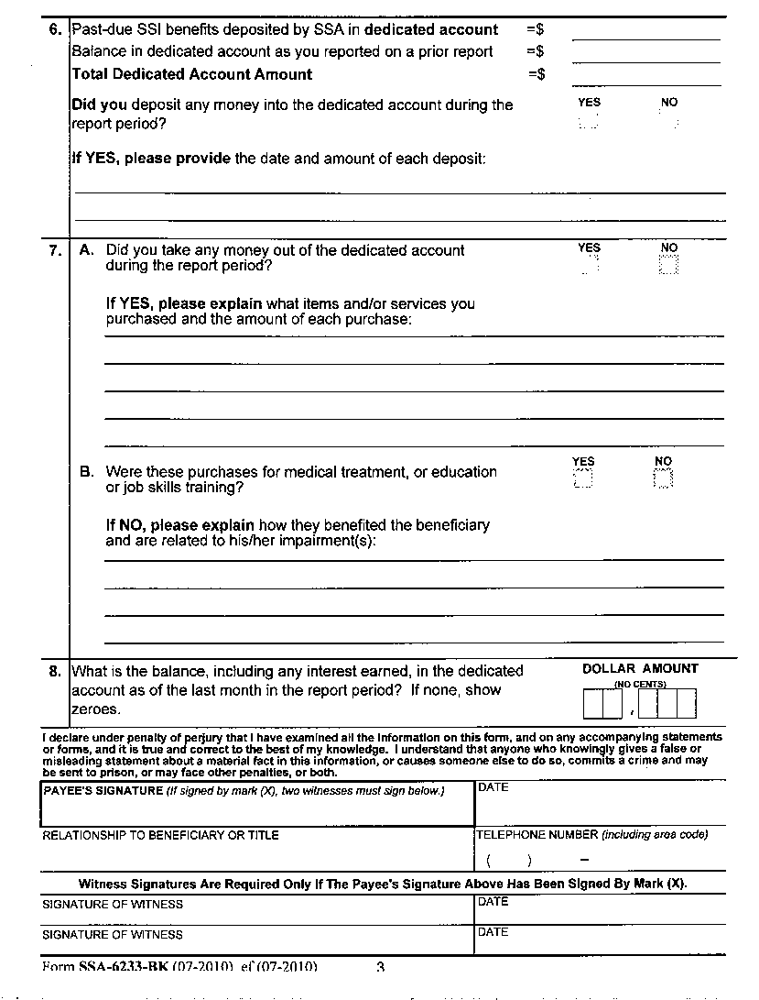 6. Past-due SSI benefits deposited by SSA in dedicated account =$
Balance in dedicated account as you reported on a prior report =$
Total Dedicated Account Amount =$
Did you deposit any money into the dedicated account during the YES NO
report period?
If YES, please provide the date and amount of each deposit:
7. A. Did you take any money out of the dedicated account YES NO
during the report period?
If YES, please explain what items and/or services you
purchased and the amount of each purchase:
B. Were these purchases for medical treatment, or education YES NO
or job skills training?
If NO, please explain how they benefited the beneficiary
and are related to his/her impairment(s):
8. What is the balance, including any interest earned, in the dedicated DOLLAR AMOUNT
account as of the last month in the report period? If none, show (NO CENTS)
zeroes. ,
I declare under penalty of perjury that I have examined all the information on this form, and on any accompanying statements
or forms, and it is true and correct to the best of my knowledge. I understand that anyone who knowingly gives a false or
misleading statement about a material fact in this information, or causes someone else to do so, commits a crime and may
be sent to prison, or may face other penalties, or both.
PAYEE'S SIGNATURE (If signed by mark (X), two witnesses must sign below.) DATE
RELATIONSHIP TO BENEFICIARY OR TITLE TELEPHONE NUMBER (including area code)
( ) –
Witness Signatures Are Required Only If The Payee's Signature Above Has Been Signed By Mark (X).
SIGNATURE OF WITNESS DATE
SIGNATURE OF WITNESS DATE
Form SSA-6233-BK (07-2010) ef (07-2010) 3